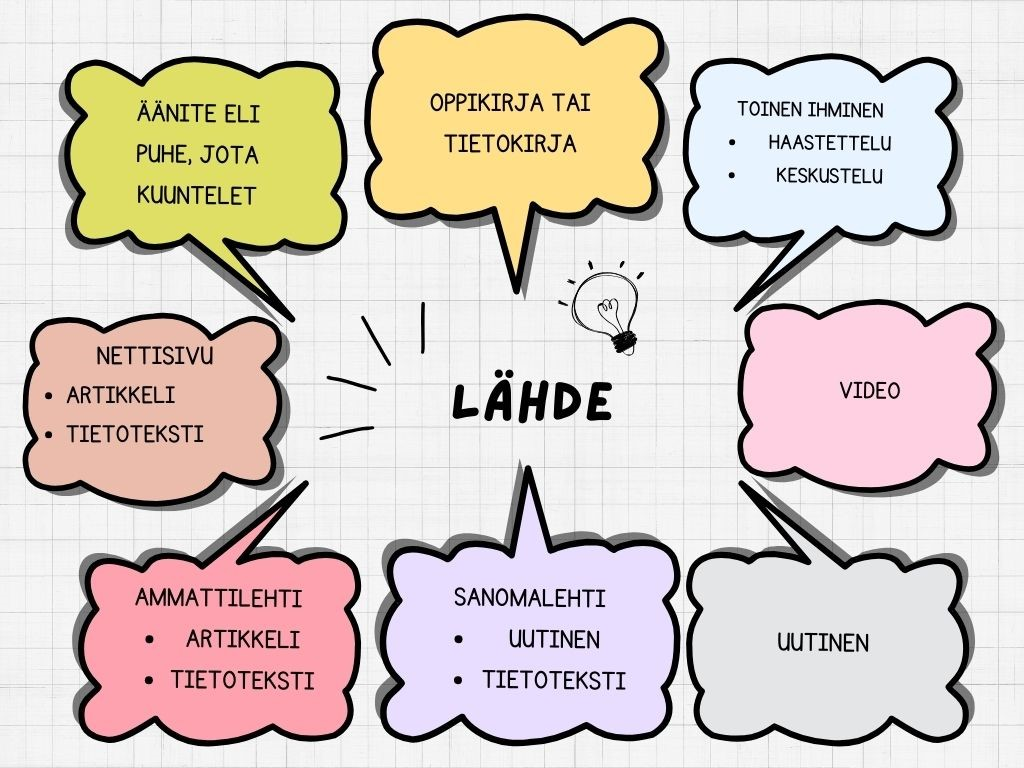 ÄÄNITE ELI
PUHE, JOTA
KUUNTELET
OPPIKIRJA TAI
TIETOKIRJA
TOINEN IHMINEN
• HAASTETTELU
• KESKUSTELU
NETTISIVU
• ARTIKKELI
• TIETOTEKSTI
LÄHDE
VIDEO
AMMATTILEHTI
• ARTIKKELI
• TIETOTEKSTI
SANOMALEHTI
• UUTINEN
• TIETOTEKSTI
UUTINEN